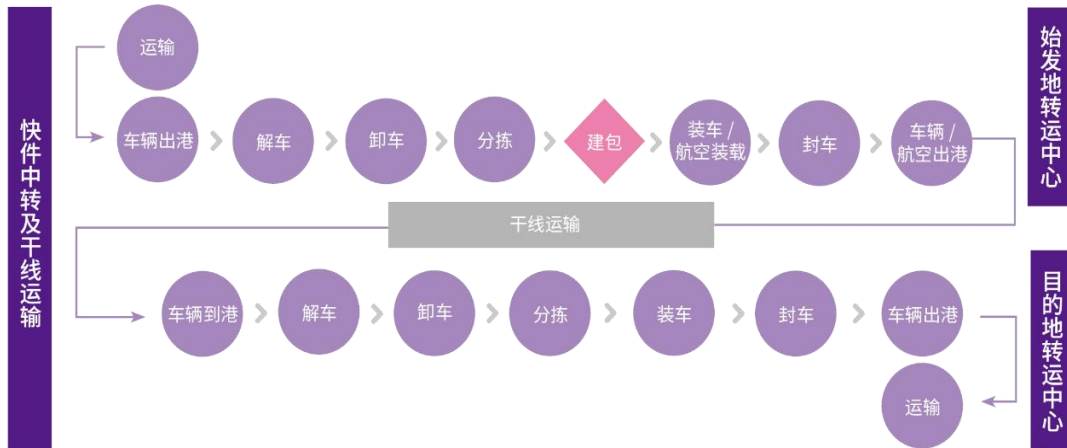 快件中转及干线运输
运输
车辆出港
解车
卸车
分拣
建包
装车 /
航空装载
封车
车辆 /
航空出港
始发地转运中心
干线运输
车辆到港
解车
卸车
分拣
装车
封车
车辆出港
运输
目的地转运中心